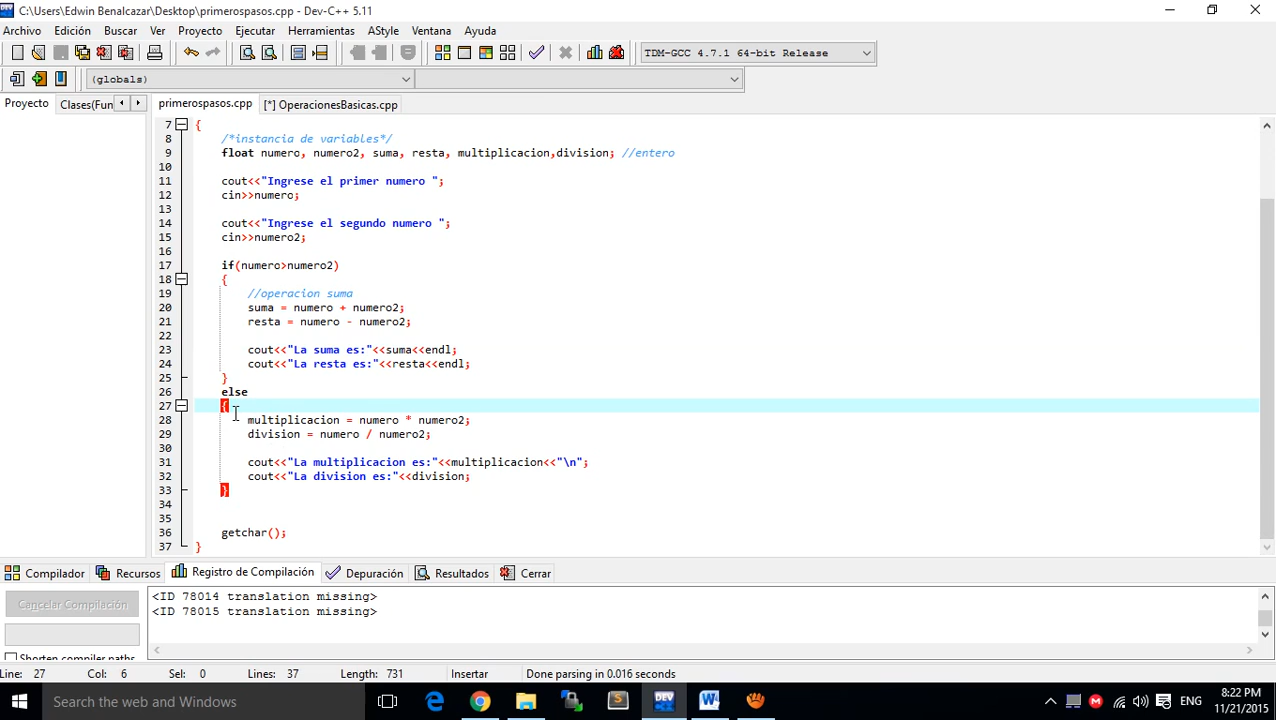 C:\Users\Edwin Benalcazar\Desktop\primerospasos.cpp - Dev-C++ 5.11
Archivo Edición Buscar Ver Proyecto Ejecutar Herramientas AStyle Ventana Ayuda
TDM-GCC 4.7.1 64-bit Release
(globals)
Proyecto Clases(Fun
primerospasos.cpp [*] OperacionesBasicas.cpp
7 {
8 /*instancia de variables*/
9 float numero, numero2, suma, resta, multiplicacion,division; //entero
10
11 cout<<"Ingrese el primer numero ";
12 cin>>numero;
13
14 cout<<"Ingrese el segundo numero ";
15 cin>>numero2;
16
17 if(numero>numero2)
18 {
19 //operacion suma
20 suma = numero + numero2;
21 resta = numero - numero2;
22
23 cout<<"La suma es:"<<suma<<endl;
24 cout<<"La resta es:"<<resta<<endl;
25 }
26 else
27 {
28 multiplicacion = numero * numero2;
29 division = numero / numero2;
30
31 cout<<"La multiplicacion es:"<<multiplicacion<<"\n";
32 cout<<"La division es:"<<division;
33 }
34
35
36 getchar();
37 }
Compilador Recursos Registro de Compilación Depuración Resultados Cerrar
Cancelar Compilación
<ID 78014 translation missing>
<ID 78015 translation missing>
Shorten compiler paths
Line: 27 Col: 6 Sel: 0 Lines: 37 Length: 731 Insertar Done parsing in 0.016 seconds
Search the web and Windows
DEV
ENG
8:22 PM
11/21/2015